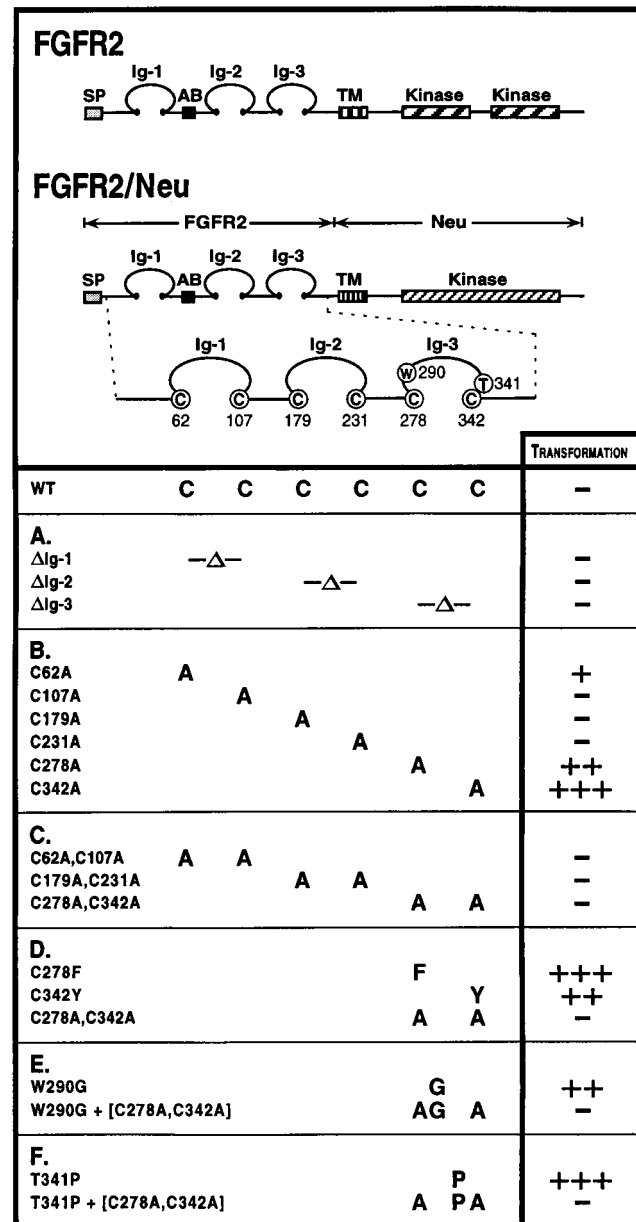 FGFR2
Ig-1 Ig-2 Ig-3
SP AB TM Kinase Kinase
FGFR2/Neu
FGFR2 Neu
Ig-1 Ig-2 Ig-3
SP AB TM Kinase
Ig-1 Ig-2 Ig-3
W 290 T 341
C C C C C C
62 107 179 231 278 342
TRANSFORMATION
WT C C C C C C −
A.
ΔIg-1 Δ −
ΔIg-2 Δ −
ΔIg-3 Δ −
B.
C62A A +
C107A A −
C179A A −
C231A A −
C278A A ++
C342A A +++
C.
C62A,C107A A A −
C179A,C231A A A −
C278A,C342A A A −
D.
C278F F +++
C342Y Y ++
C278A,C342A A A −
E.
W290G G ++
W290G + [C278A,C342A] AG A −
F.
T341P P +++
T341P + [C278A,C342A] A PA −